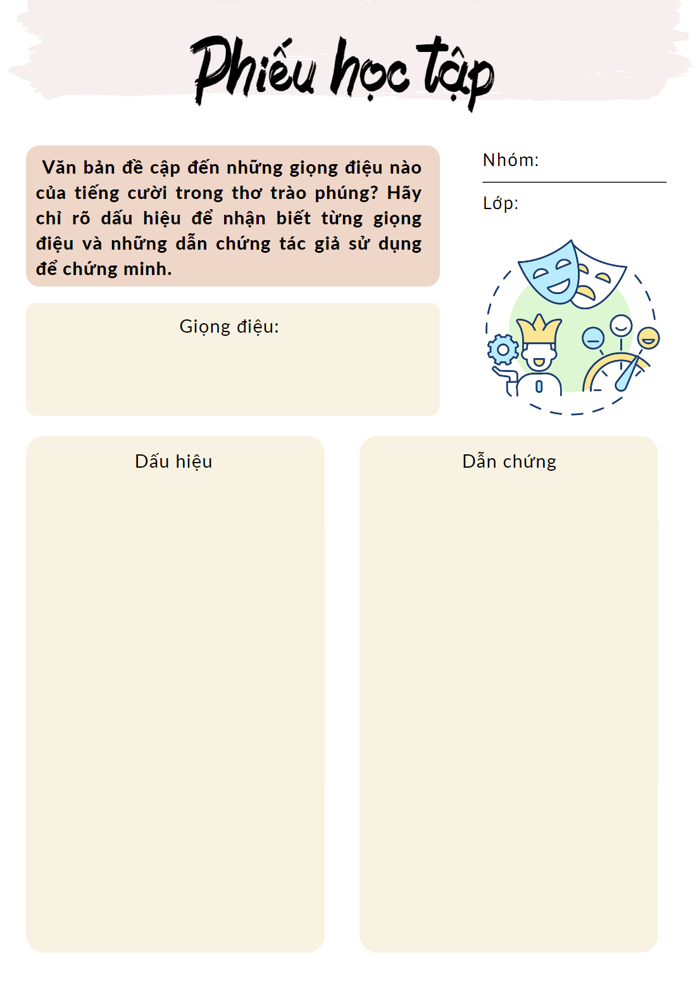 Phiếu học tập
Văn bản đề cập đến những giọng điệu nào
của tiếng cười trong thơ trào phúng? Hãy
chỉ rõ dấu hiệu để nhận biết từng giọng
điệu và những dẫn chứng tác giả sử dụng
để chứng minh.
Nhóm:
Lớp:
Giọng điệu:
Dấu hiệu
Dẫn chứng